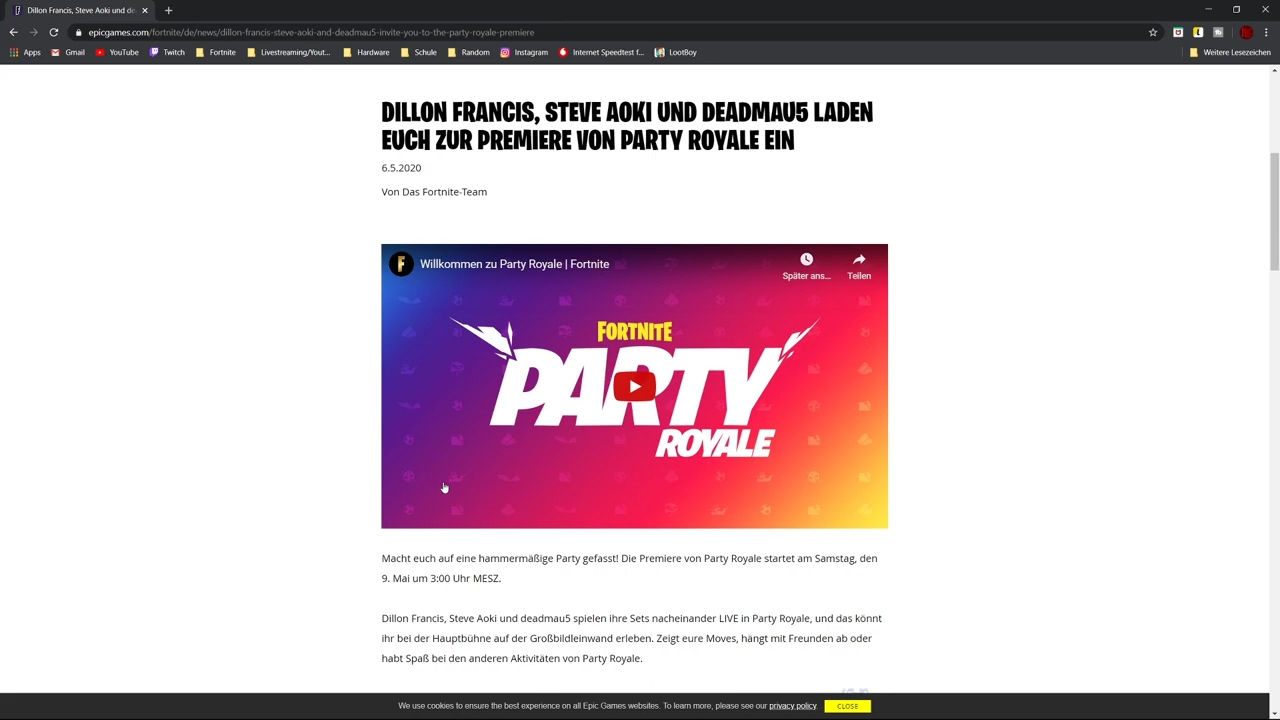 Dillon Francis, Steve Aoki und de
epicgames.com/fortnite/de/news/dillon-francis-steve-aoki-and-deadmau5-invite-you-to-the-party-royale-premiere
Apps Gmail YouTube Twitch Fortnite Livestreaming/Yout... Hardware Schule Random Instagram Internet Speedtest f... LootBoy Weitere Lesezeichen
DILLON FRANCIS, STEVE AOKI UND DEADMAU5 LADEN
EUCH ZUR PREMIERE VON PARTY ROYALE EIN
6.5.2020
Von Das Fortnite-Team
Willkommen zu Party Royale | Fortnite
Später ans... Teilen
FORTNITE
PARTY
ROYALE
Macht euch auf eine hammermäßige Party gefasst! Die Premiere von Party Royale startet am Samstag, den
9. Mai um 3:00 Uhr MESZ.
Dillon Francis, Steve Aoki und deadmau5 spielen ihre Sets nacheinander LIVE in Party Royale, und das könnt
ihr bei der Hauptbühne auf der Großbildleinwand erleben. Zeigt eure Moves, hängt mit Freunden ab oder
habt Spaß bei den anderen Aktivitäten von Party Royale.
We use cookies to ensure the best experience on all Epic Games websites. To learn more, please see our privacy policy CLOSE